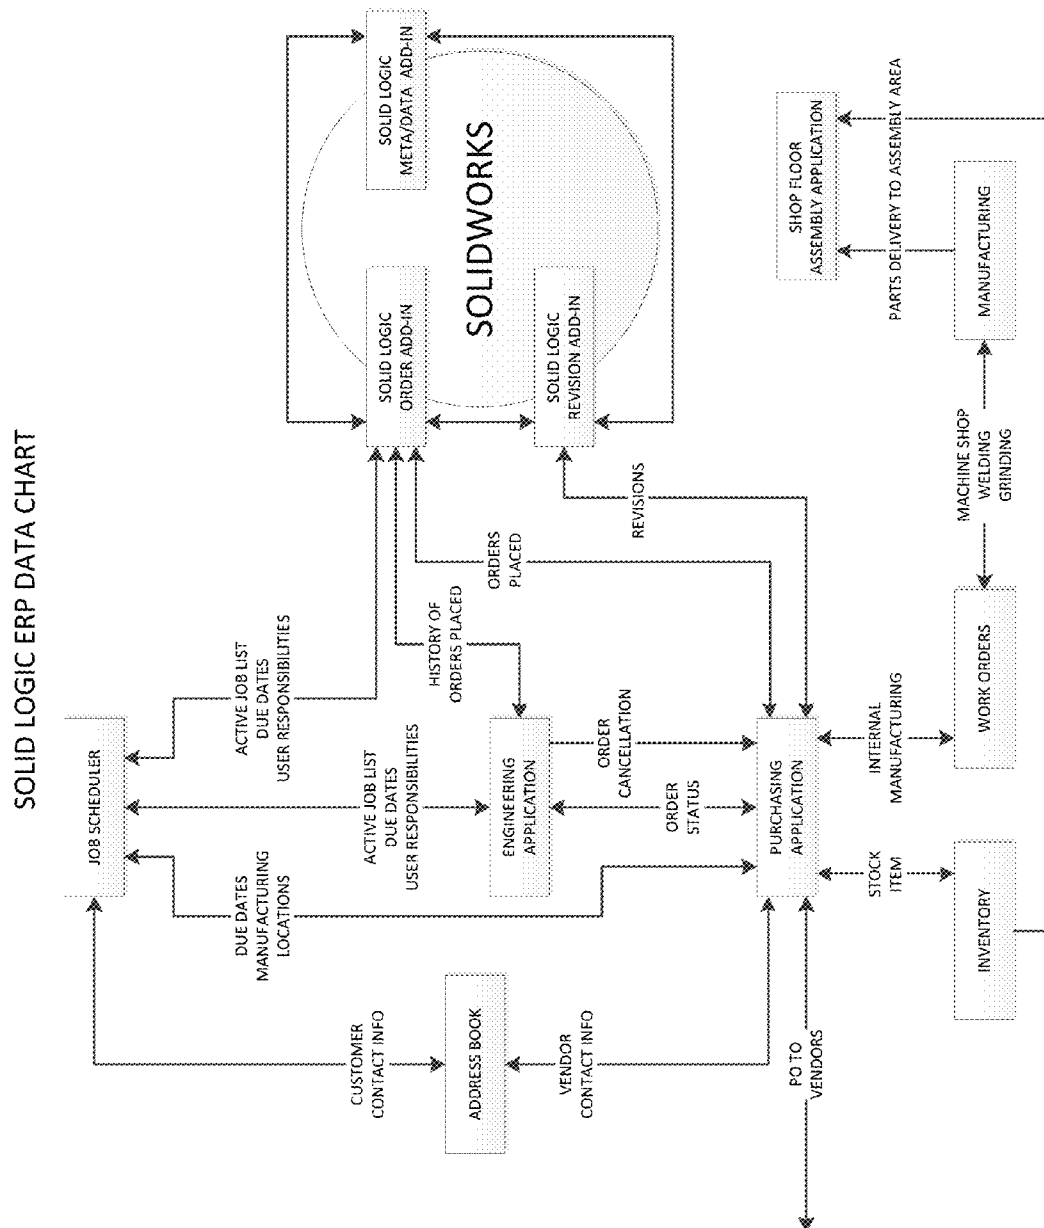 SOLID LOGIC ERP DATA CHART
JOB SCHEDULER
CUSTOMER
CONTACT INFO
DUE DATES
MANUFACTURING
LOCATIONS
ACTIVE JOB LIST
DUE DATES
USER RESPONSIBILITIES
ACTIVE JOB LIST
DUE DATES
USER RESPONSIBILITIES
SOLID LOGIC
ORDER ADD-IN
SOLID LOGIC
META/DATA ADD-IN
SOLIDWORKS
SOLID LOGIC
REVISION ADD-IN
HISTORY OF
ORDERS PLACED
ORDERS
PLACED
REVISIONS
ADDRESS BOOK
ENGINEERING
APPLICATION
VENDOR
CONTACT INFO
ORDER
CANCELLATION
ORDER
STATUS
PURCHASING
APPLICATION
PO TO
VENDORS
STOCK
ITEM
INTERNAL
MANUFACTURING
INVENTORY
WORK ORDERS
MACHINE SHOP
WELDING
GRINDING
MANUFACTURING
PARTS DELIVERY TO ASSEMBLY AREA
SHOP FLOOR
ASSEMBLY APPLICATION